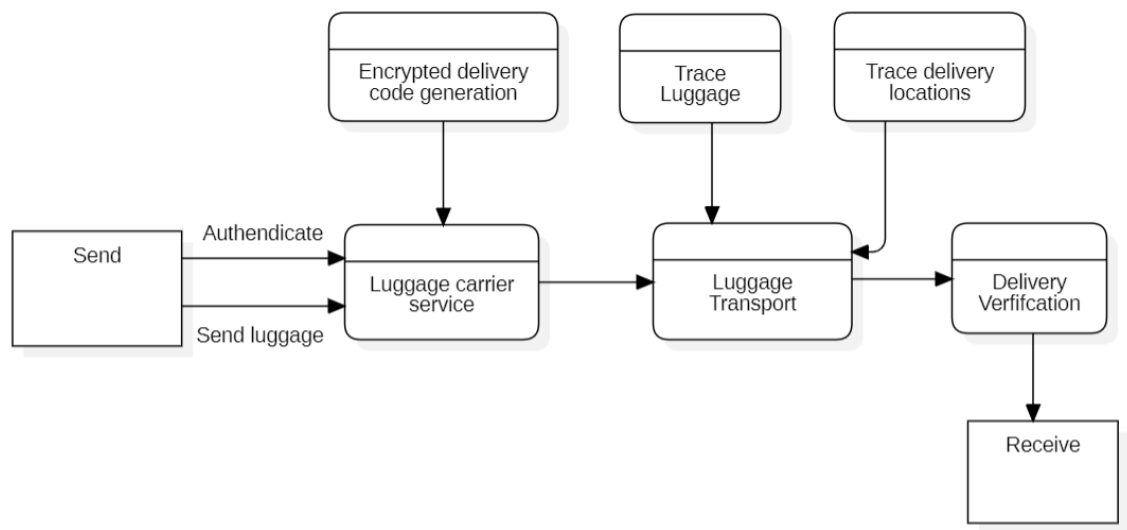 Encrypted delivery
code generation
Trace
Luggage
Trace delivery
locations
Send
Authendicate
Send luggage
Luggage carrier
service
Luggage
Transport
Delivery
Verfifcation
Receive